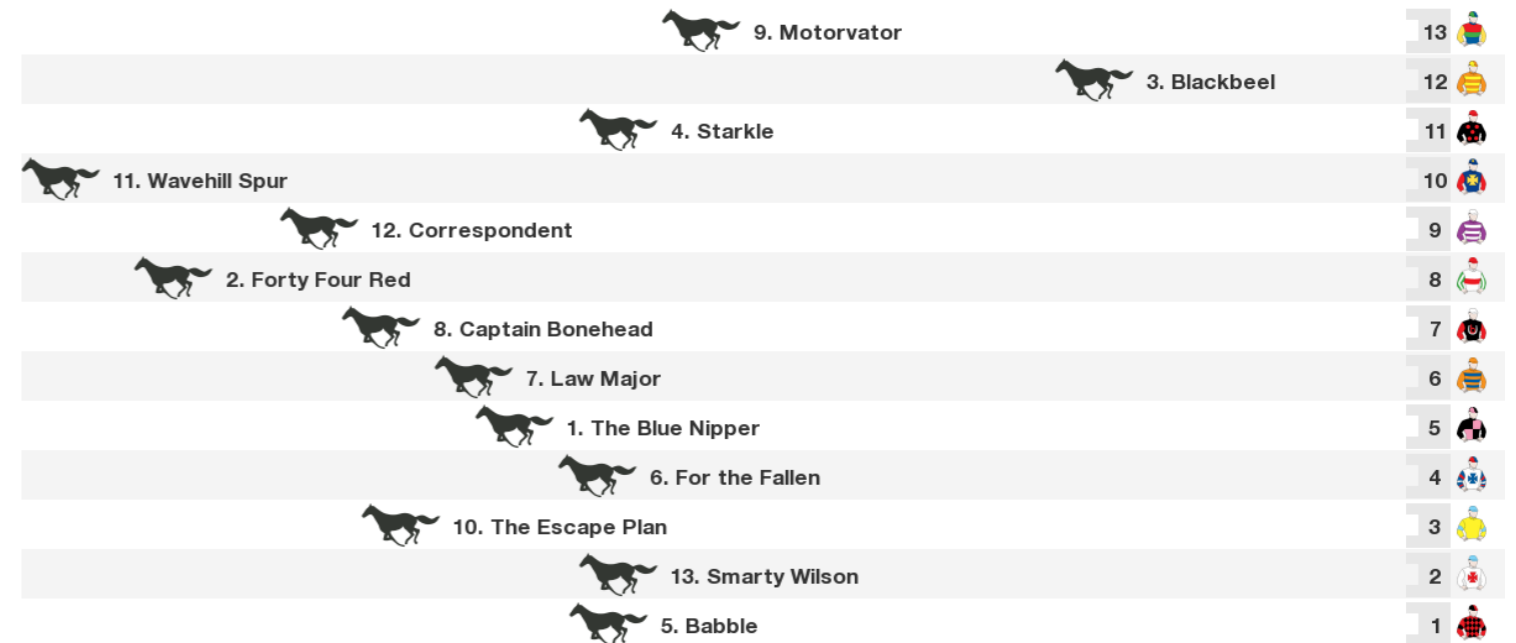 9. Motorvator 13
3. Blackbeel 12
4. Starkle 11
11. Wavehill Spur 10
12. Correspondent 9
2. Forty Four Red 8
8. Captain Bonehead 7
7. Law Major 6
1. The Blue Nipper 5
6. For the Fallen 4
10. The Escape Plan 3
13. Smarty Wilson 2
5. Babble 1